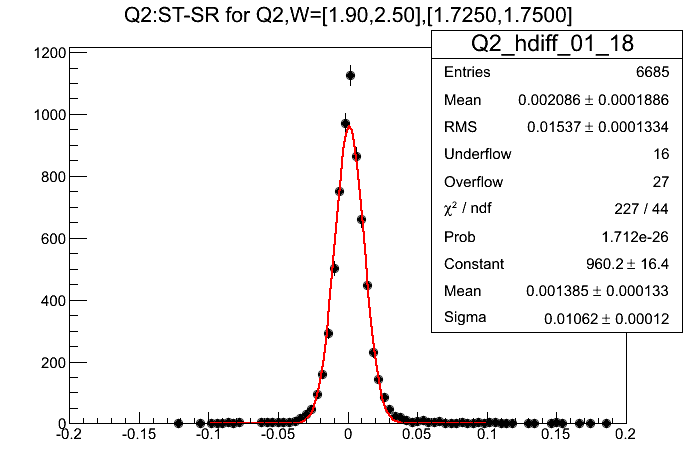 Q2:ST-SR for Q2,W=[1.90,2.50],[1.7250,1.7500]
Q2_hdiff_01_18
Entries 6685
Mean 0.002086 ± 0.0001886
RMS 0.01537 ± 0.0001334
Underflow 16
Overflow 27
χ² / ndf 227 / 44
Prob 1.712e-26
Constant 960.2 ± 16.4
Mean 0.001385 ± 0.000133
Sigma 0.01062 ± 0.00012
1200
1000
800
600
400
200
0
-0.2 -0.15 -0.1 -0.05 0 0.05 0.1 0.15 0.2